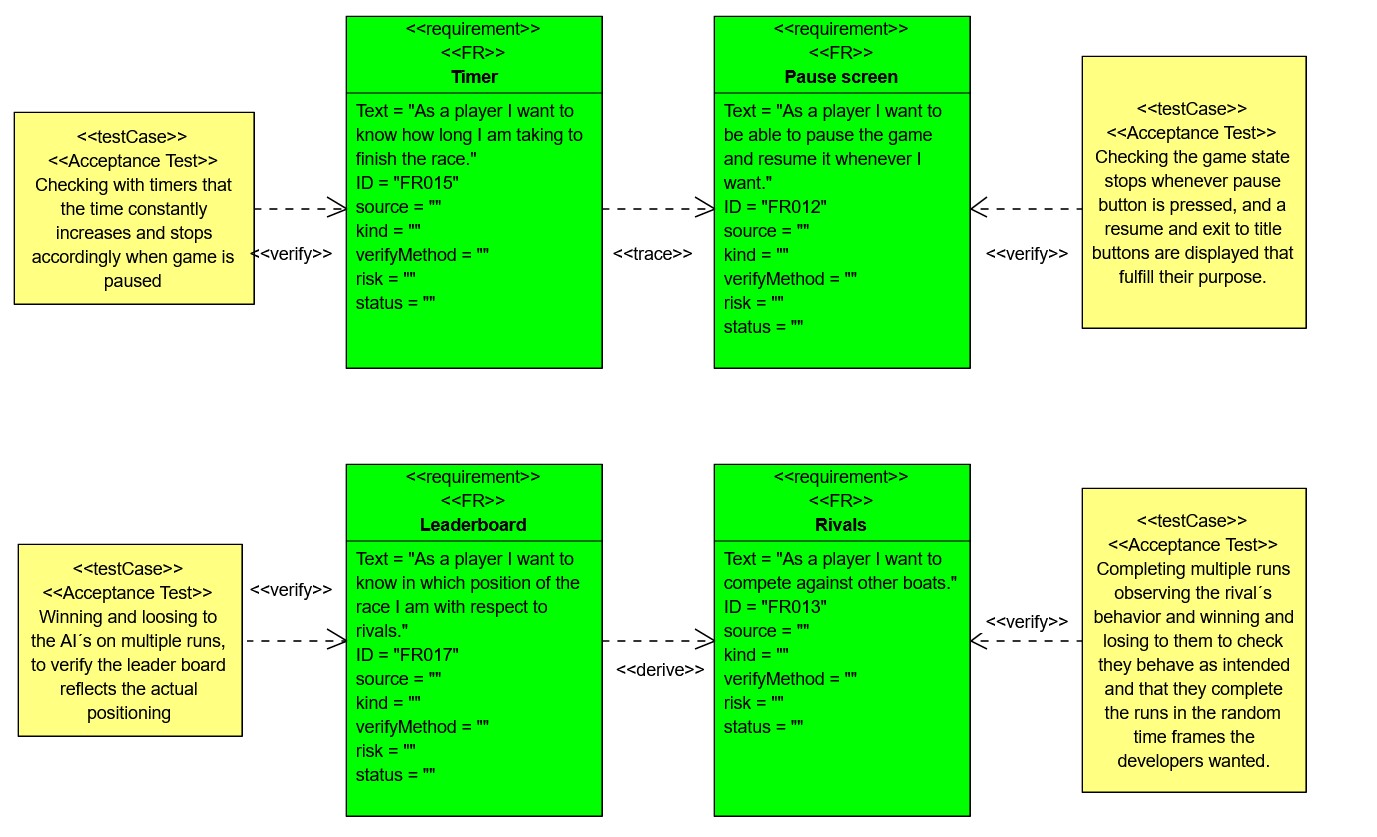 <<testCase>>
<<Acceptance Test>>
Checking with timers that
the time constantly
increases and stops
accordingly when game is
paused
<<verify>>
<<requirement>>
<<FR>>
Timer
Text = "As a player I want to
know how long I am taking to
finish the race."
ID = "FR015"
source = ""
kind = ""
verifyMethod = ""
risk = ""
status = ""
<<trace>>
<<requirement>>
<<FR>>
Pause screen
Text = "As a player I want to
be able to pause the game
and resume it whenever I
want."
ID = "FR012"
source = ""
kind = ""
verifyMethod = ""
risk = ""
status = ""
<<verify>>
<<testCase>>
<<Acceptance Test>>
Checking the game state
stops whenever pause
button is pressed, and a
resume and exit to title
buttons are displayed that
fulfill their purpose.
<<testCase>>
<<Acceptance Test>>
Winning and loosing to
the AI´s on multiple runs,
to verify the leader board
reflects the actual
positioning
<<verify>>
<<requirement>>
<<FR>>
Leaderboard
Text = "As a player I want to
know in which position of the
race I am with respect to
rivals."
ID = "FR017"
source = ""
kind = ""
verifyMethod = ""
risk = ""
status = ""
<<derive>>
<<requirement>>
<<FR>>
Rivals
Text = "As a player I want to
compete against other boats."
ID = "FR013"
source = ""
kind = ""
verifyMethod = ""
risk = ""
status = ""
<<verify>>
<<testCase>>
<<Acceptance Test>>
Completing multiple runs
observing the rival´s
behavior and winning and
losing to them to check
they behave as intended
and that they complete
the runs in the random
time frames the
developers wanted.